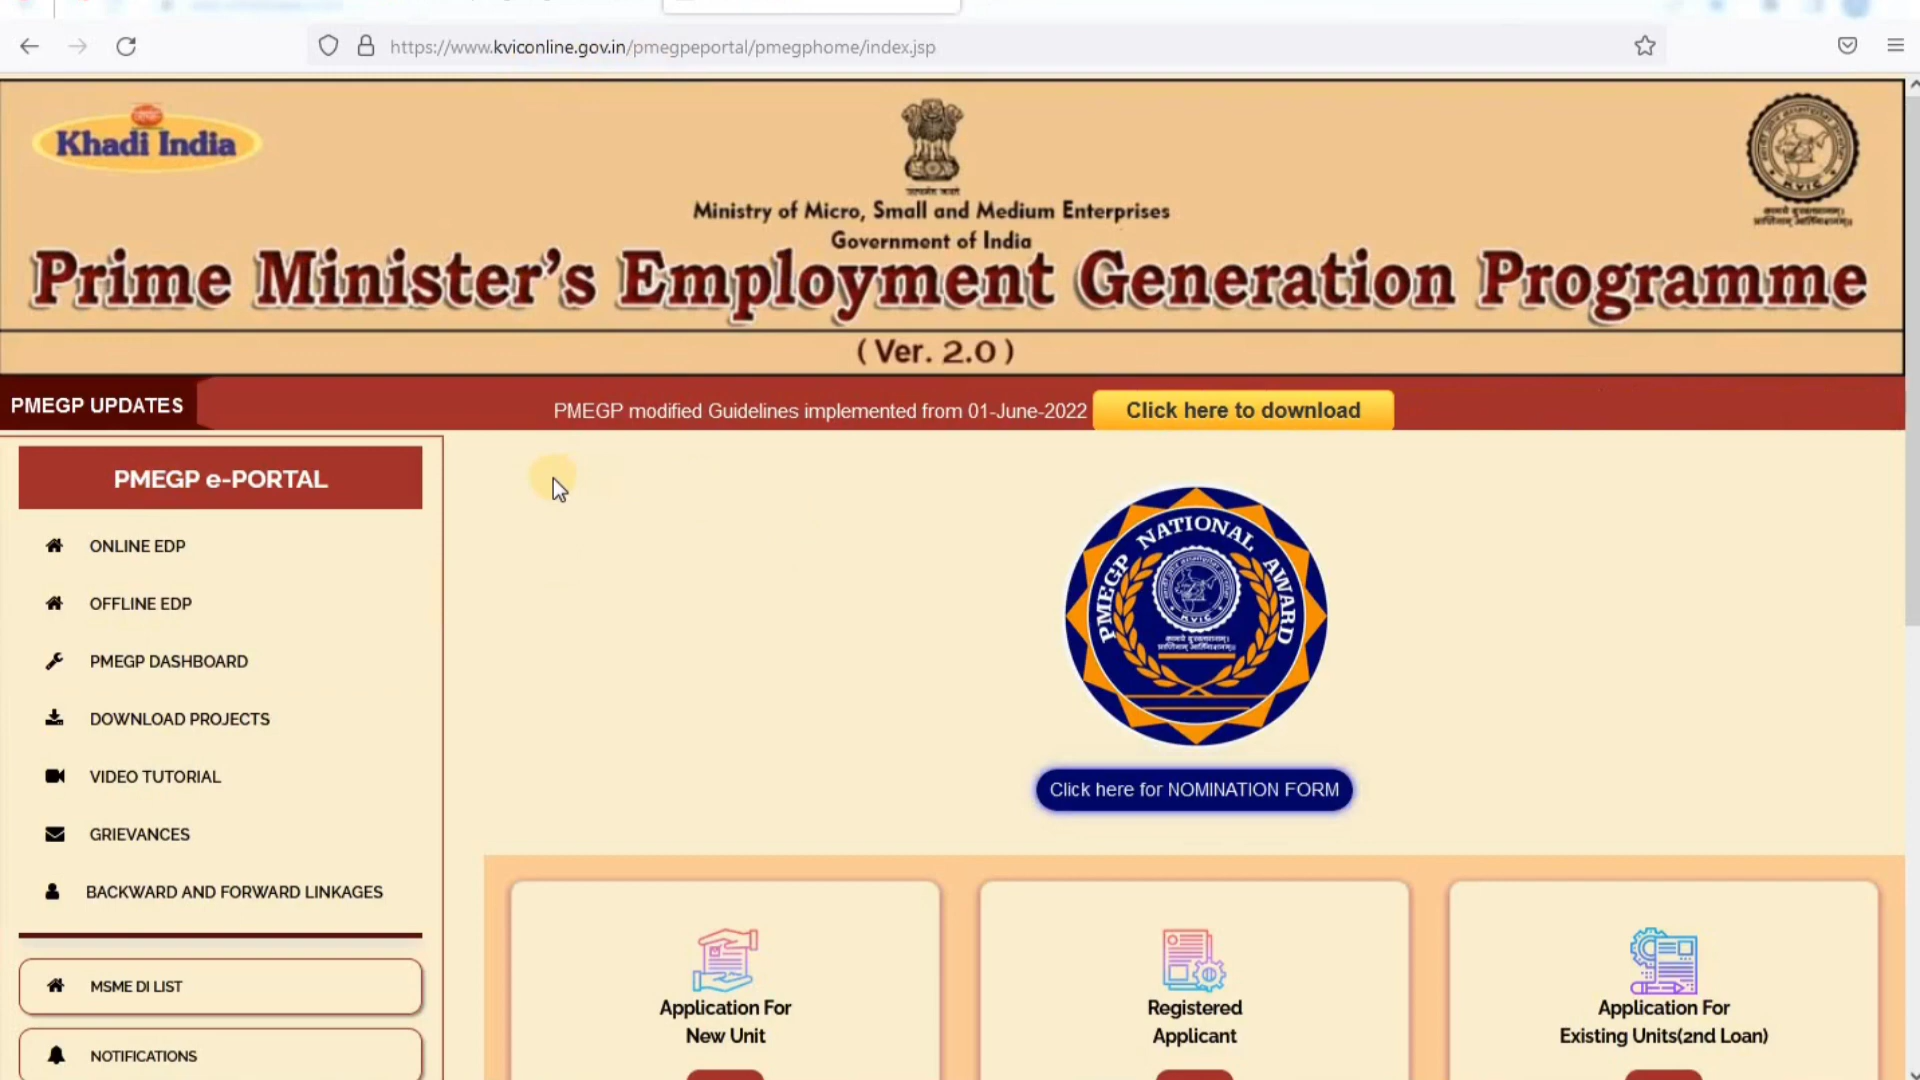 https://www.kviconline.gov.in/pmegpeportal/pmegphome/index.jsp
Khadi India
Ministry of Micro, Small and Medium Enterprises
Government of India
Prime Minister's Employment Generation Programme
( Ver. 2.0 )
KVIC
PMEGP UPDATES
PMEGP modified Guidelines implemented from 01-June-2022
Click here to download
PMEGP e-PORTAL
ONLINE EDP
OFFLINE EDP
PMEGP DASHBOARD
DOWNLOAD PROJECTS
VIDEO TUTORIAL
GRIEVANCES
BACKWARD AND FORWARD LINKAGES
MSME DI LIST
NOTIFICATIONS
PMEGP NATIONAL AWARD
KVIC
Click here for NOMINATION FORM
Application For
New Unit
Registered
Applicant
Application For
Existing Units(2nd Loan)